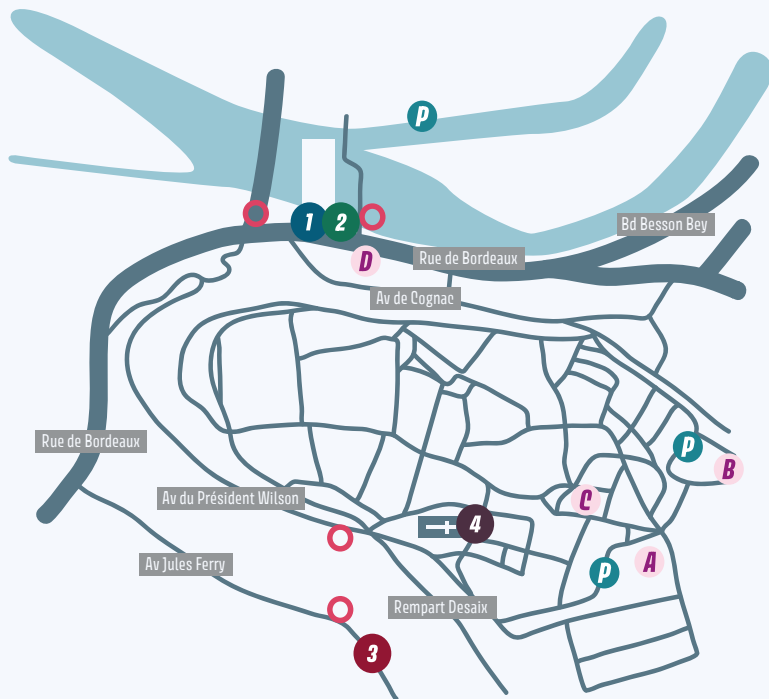 P
1
2
D
Bd Besson Bey
Rue de Bordeaux
Av de Cognac
Rue de Bordeaux
P
B
Av du Président Wilson
C
4
Av Jules Ferry
A
P
Rempart Desaix
3